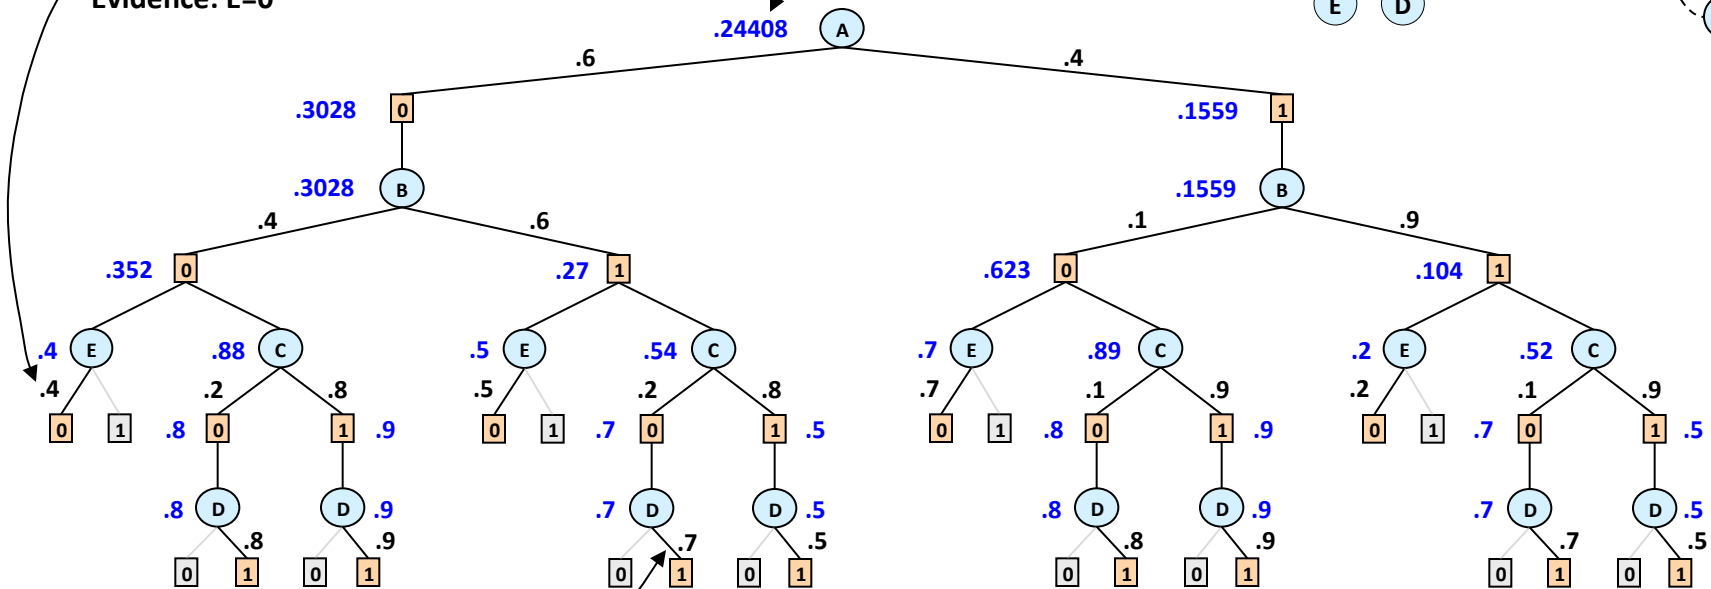 Evidence: E=0
E D
.24408 A
.6 .4
.3028 0 .1559 1
.3028 B .1559 B
.4 .6 .1 .9
.352 0 .27 1 .623 0 .104 1
.4 E .88 C .5 E .54 C .7 E .89 C .2 E .52 C
.4 .2 .8 .5 .2 .8 .7 .1 .9 .2 .1 .9
0 1 .8 0 1 .9 0 1 .7 0 1 .5 0 1 .8 0 1 .9 0 1 .7 0 1 .5
.8 D D .9 .7 D D .5 .8 D D .9 .7 D D .5
.8 .9 .7 .5 .8 .9 .7 .5
0 1 0 1 0 1 0 1 0 1 0 1 0 1 0 1